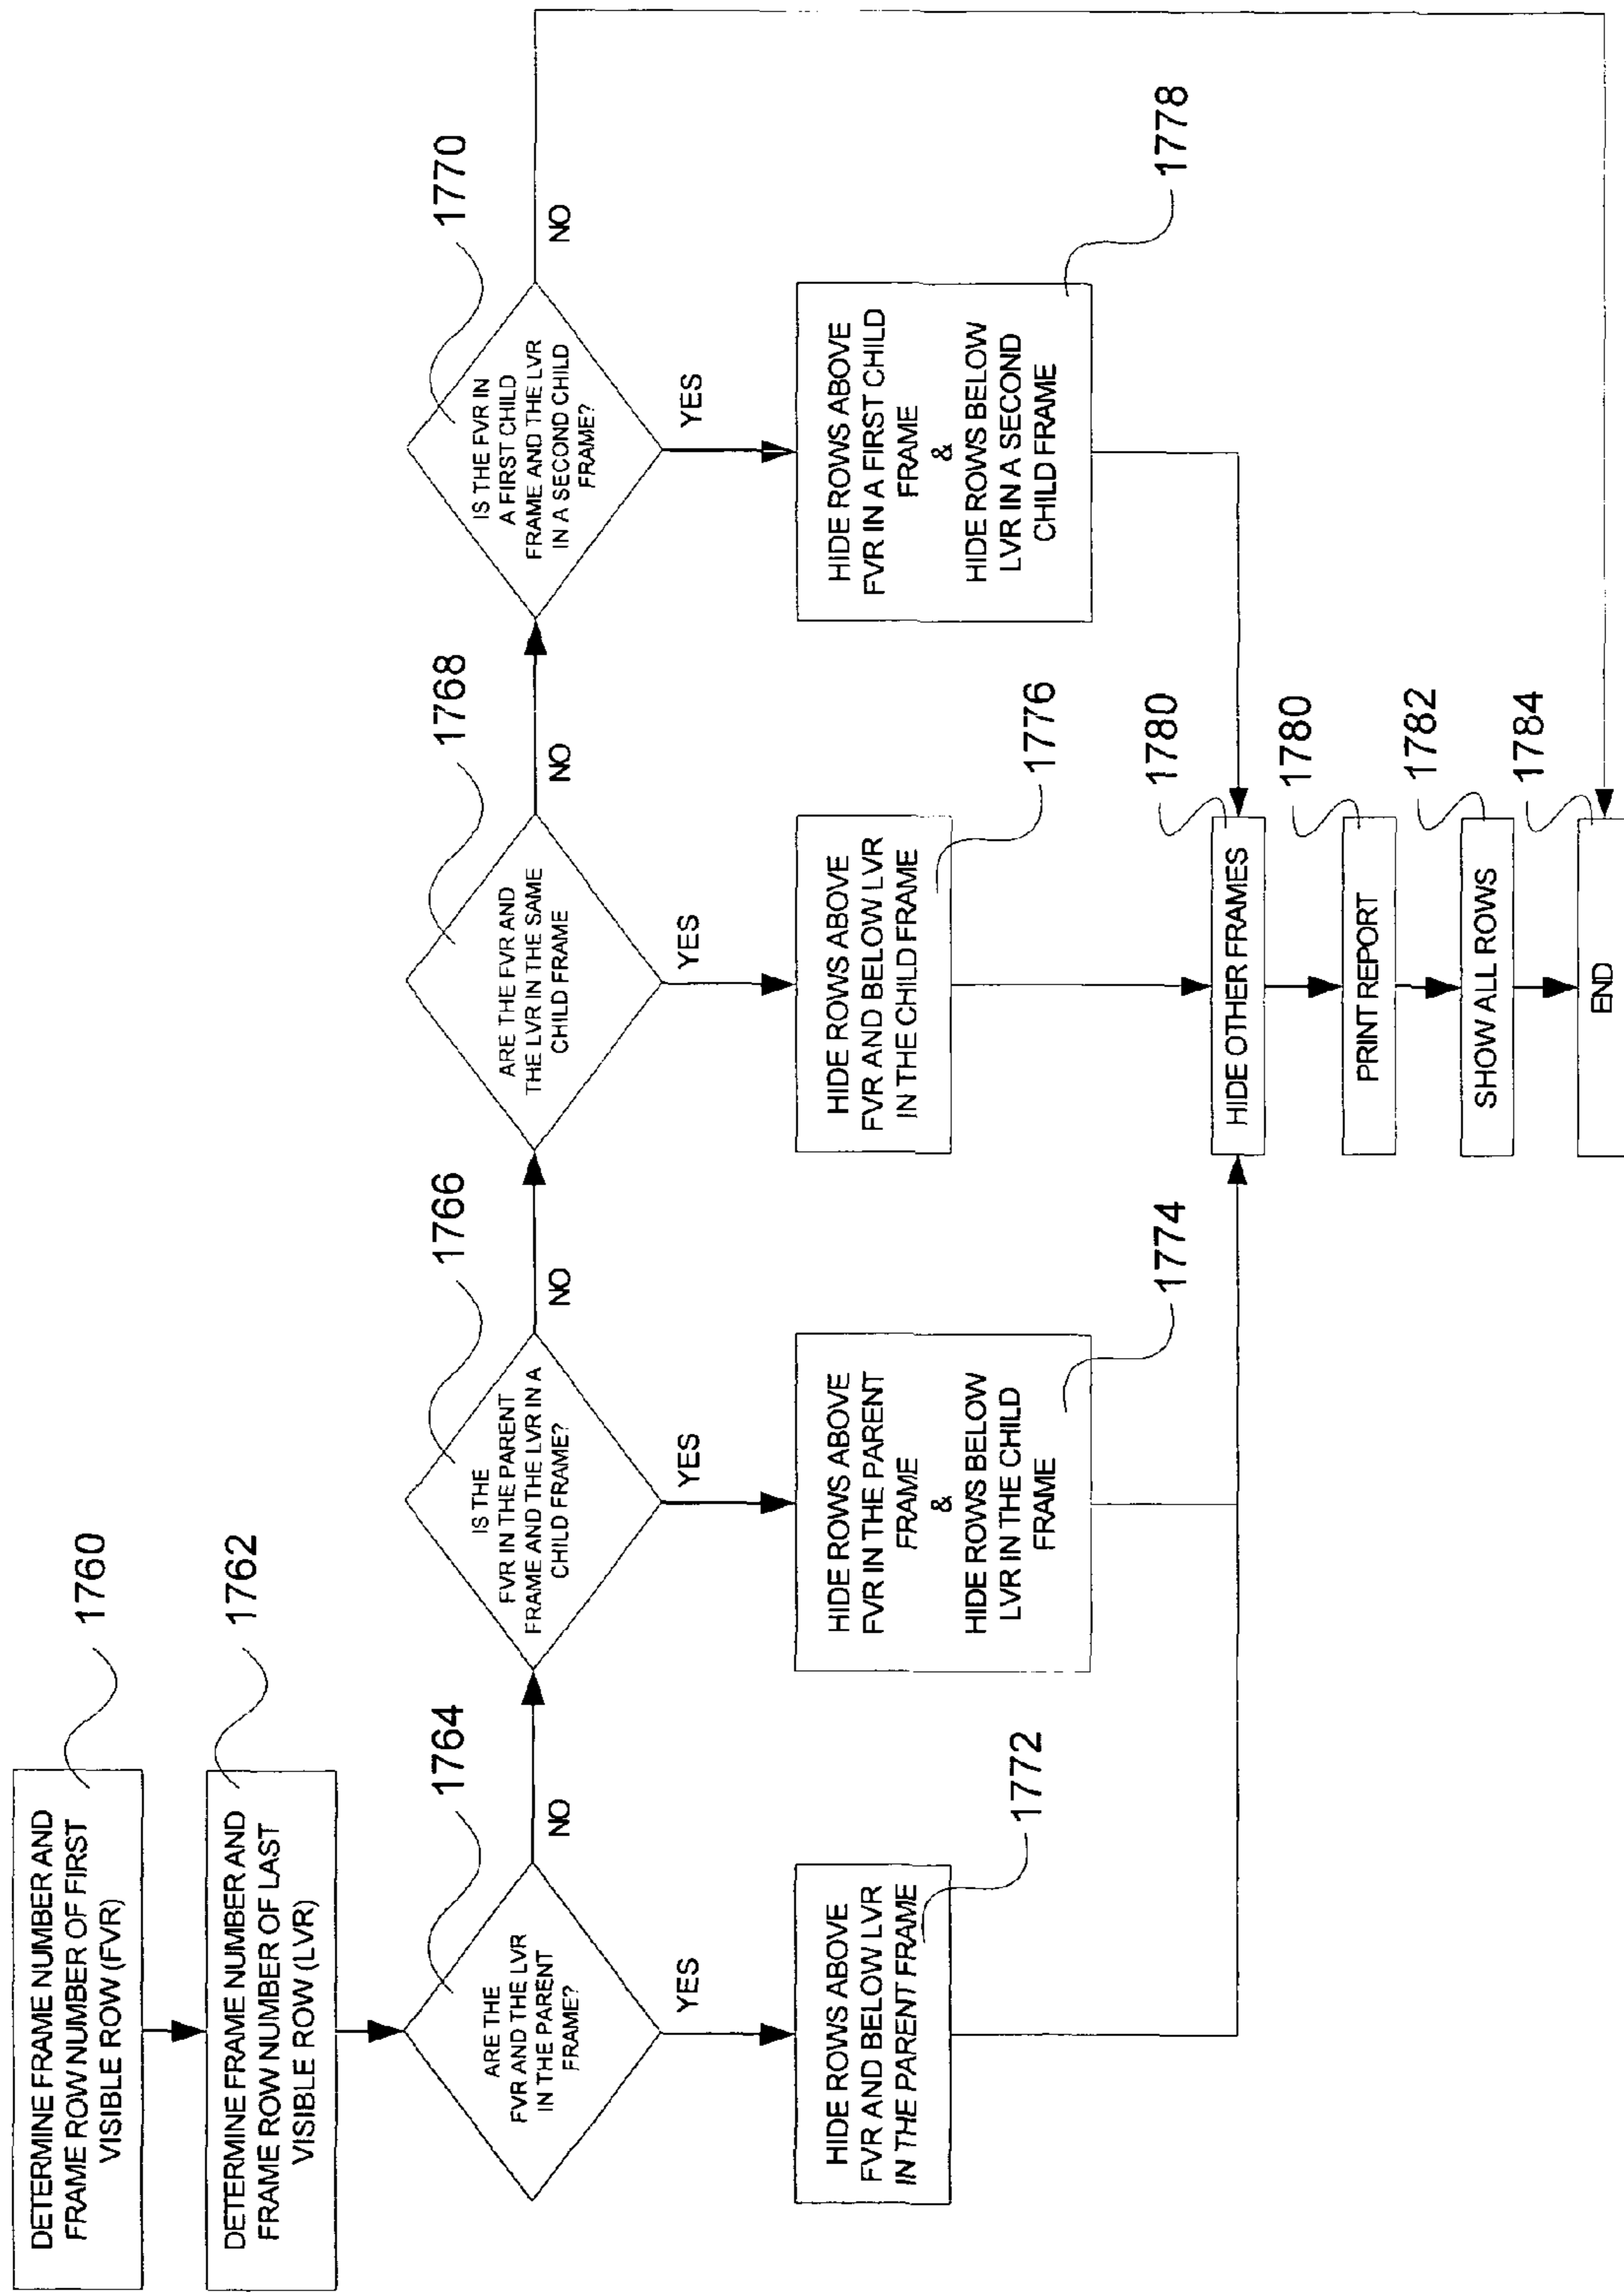 DETERMINE FRAME NUMBER AND
FRAME ROW NUMBER OF FIRST
VISIBLE ROW (FVR)
1760
DETERMINE FRAME NUMBER AND
FRAME ROW NUMBER OF LAST
VISIBLE ROW (LVR)
1762
ARE THE
FVR AND THE LVR
IN THE PARENT
FRAME?
1764
NO
YES
IS THE
FVR IN THE PARENT
FRAME AND THE LVR IN A
CHILD FRAME?
1766
NO
YES
ARE THE FVR AND
THE LVR IN THE SAME
CHILD FRAME
1768
NO
YES
IS THE FVR IN
A FIRST CHILD
FRAME AND THE LVR
IN A SECOND CHILD
FRAME?
1770
NO
YES
HIDE ROWS ABOVE
FVR AND BELOW LVR
IN THE PARENT FRAME
1772
HIDE ROWS ABOVE
FVR IN THE PARENT
FRAME
&
HIDE ROWS BELOW
LVR IN THE CHILD
FRAME
1774
HIDE ROWS ABOVE
FVR AND BELOW LVR
IN THE CHILD FRAME
1776
HIDE ROWS ABOVE
FVR IN A FIRST CHILD
FRAME
&
HIDE ROWS BELOW
LVR IN A SECOND
CHILD FRAME
1778
HIDE OTHER FRAMES
1780
PRINT REPORT
1780
SHOW ALL ROWS
1782
END
1784